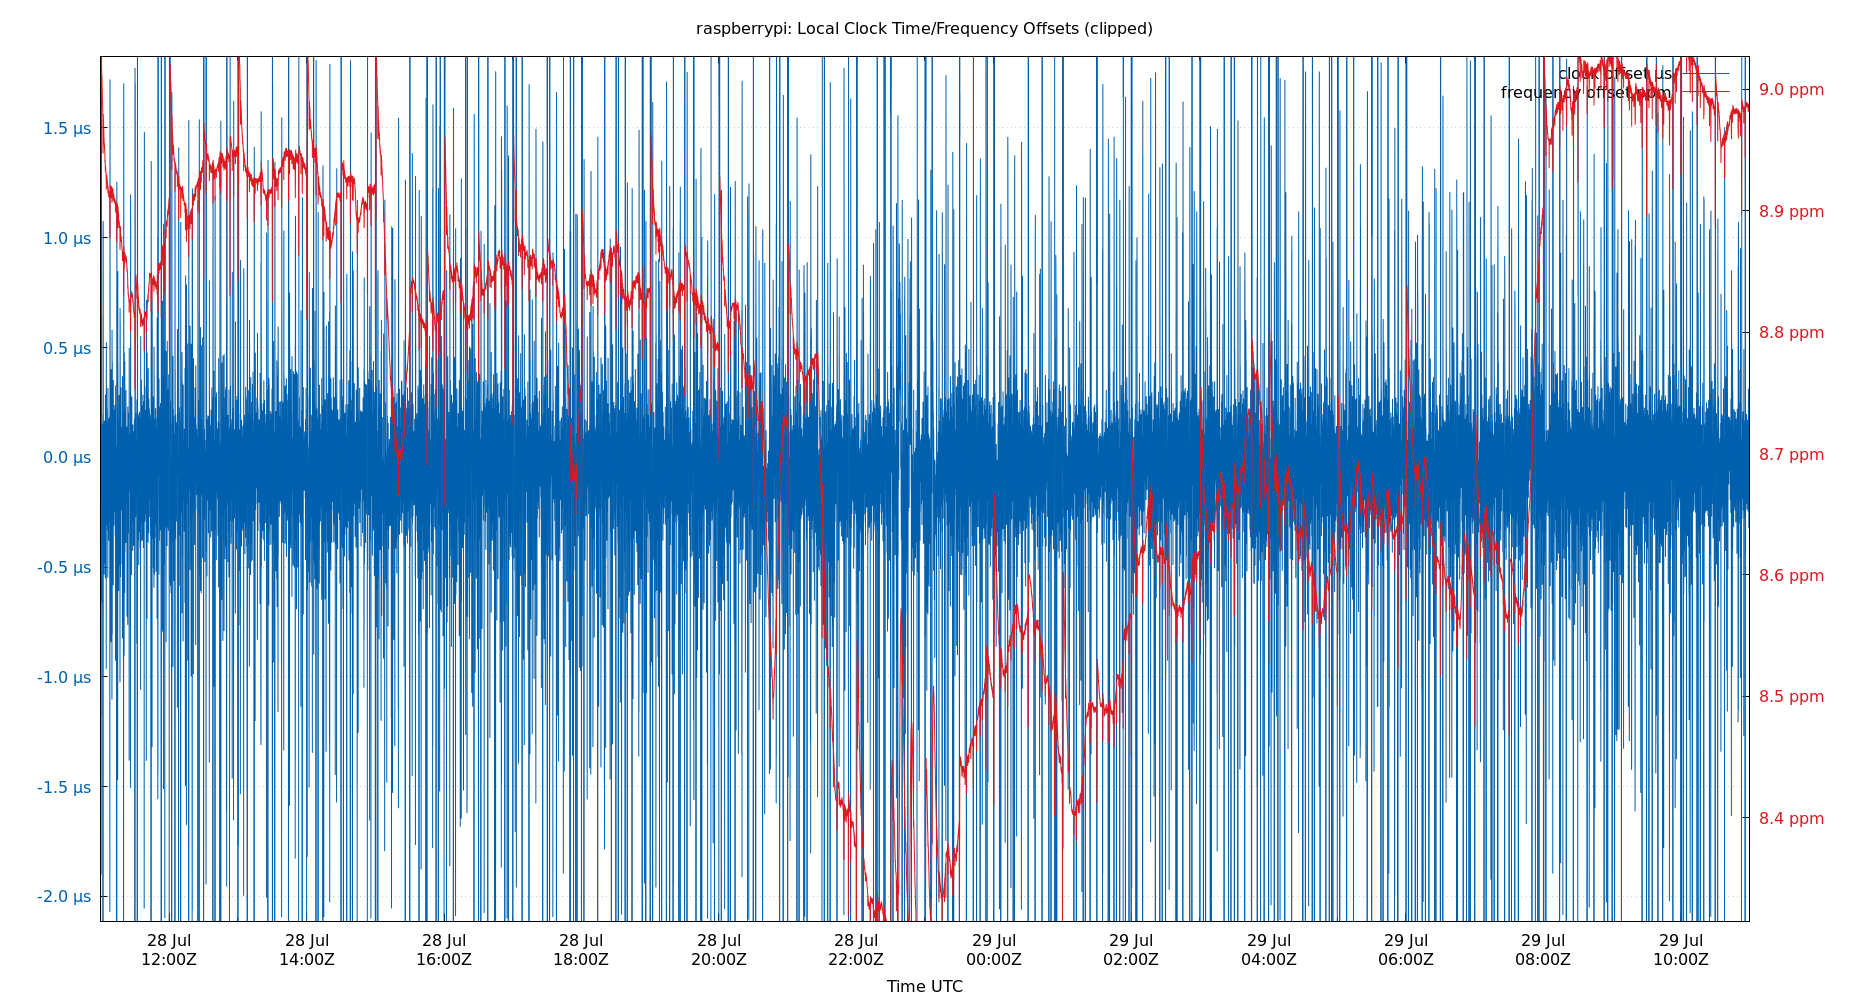 raspberrypi: Local Clock Time/Frequency Offsets (clipped)
clock offset µs
frequency offset ppm
1.5 µs
1.0 µs
0.5 µs
0.0 µs
-0.5 µs
-1.0 µs
-1.5 µs
-2.0 µs
9.0 ppm
8.9 ppm
8.8 ppm
8.7 ppm
8.6 ppm
8.5 ppm
8.4 ppm
28 Jul 28 Jul 28 Jul 28 Jul 28 Jul 28 Jul 29 Jul 29 Jul 29 Jul 29 Jul 29 Jul 29 Jul
12:00Z 14:00Z 16:00Z 18:00Z 20:00Z 22:00Z 00:00Z 02:00Z 04:00Z 06:00Z 08:00Z 10:00Z
Time UTC